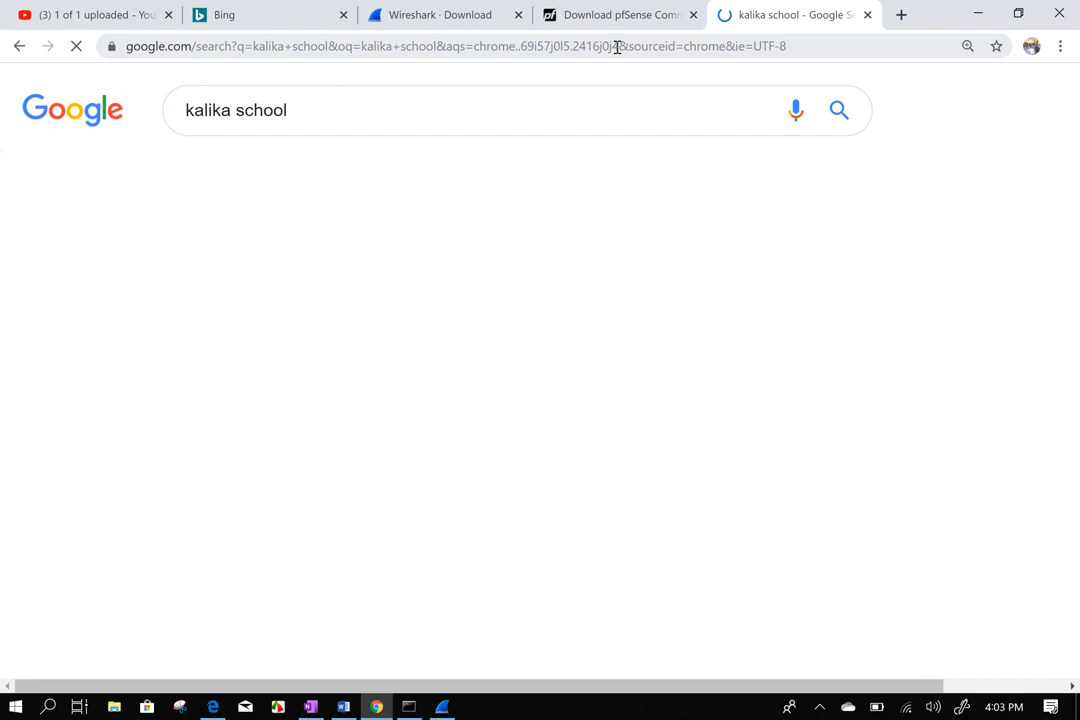 (3) 1 of 1 uploaded - You
Bing
Wireshark · Download
Download pfSense Comm
kalika school - Google Se
google.com/search?q=kalika+school&oq=kalika+school&aqs=chrome..69i57j0l5.2416j0j4&sourceid=chrome&ie=UTF-8
Google
kalika school
4:03 PM